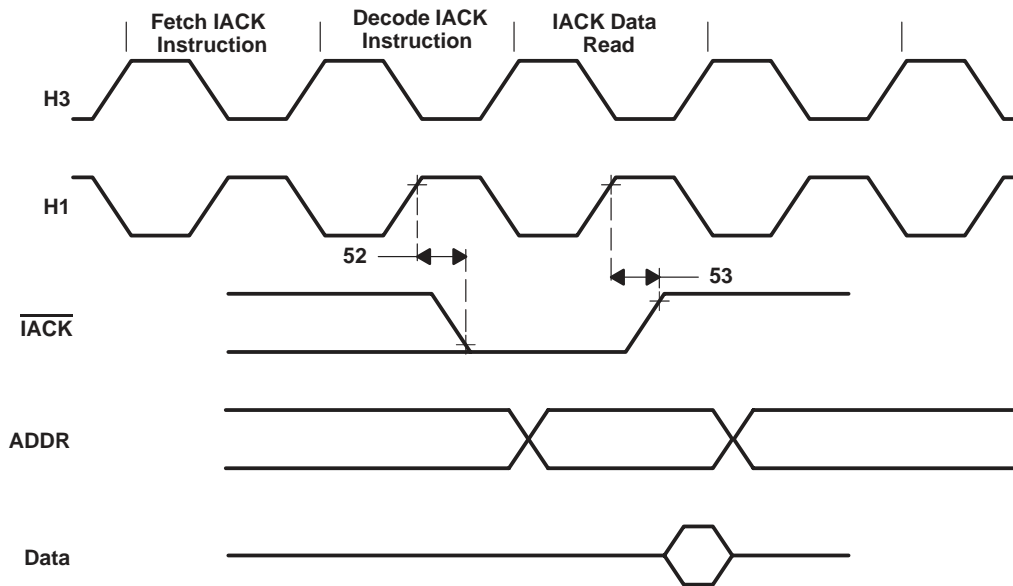 Fetch IACK
Instruction
Decode IACK
Instruction
IACK Data
Read
H3
H1
52
53
IACK
ADDR
Data